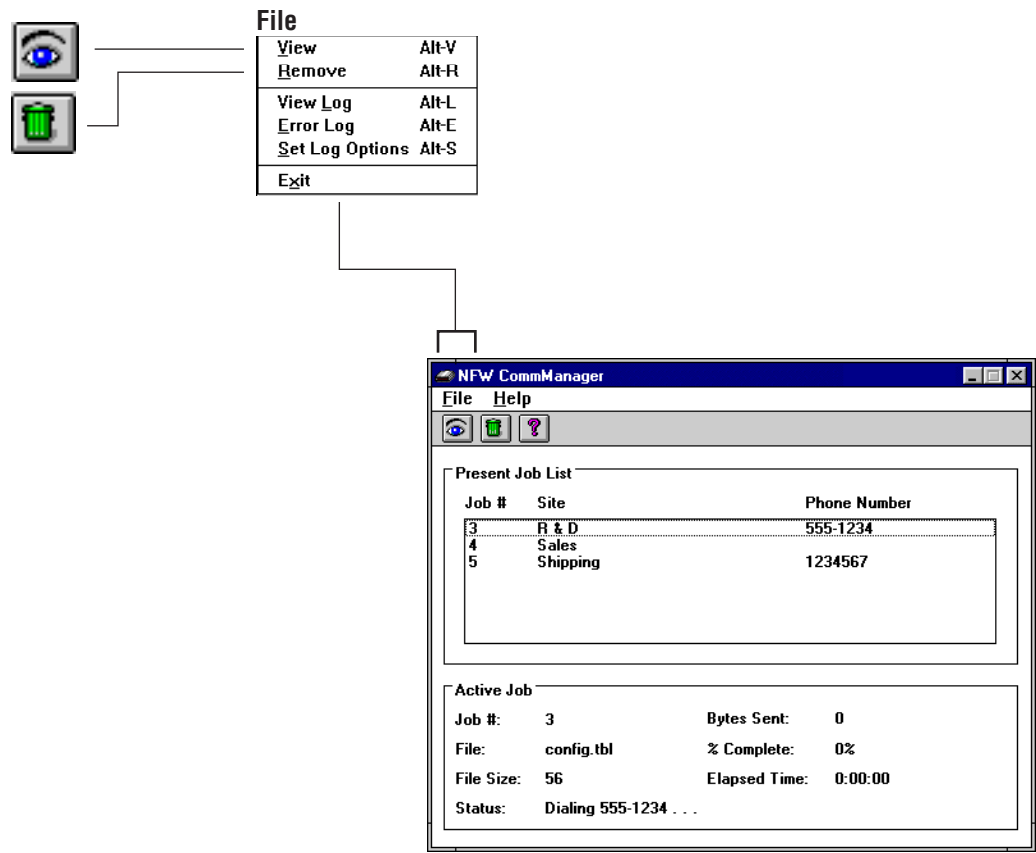 File
View Alt-V
Remove Alt-R
View Log Alt-L
Error Log Alt-E
Set Log Options Alt-S
Exit
NFW CommManager
File Help
?
Present Job List
Job # Site Phone Number
3 R & D 555-1234
4 Sales
5 Shipping 1234567
Active Job
Job #: 3 Bytes Sent: 0
File: config.tbl % Complete: 0%
File Size: 56 Elapsed Time: 0:00:00
Status: Dialing 555-1234 . . .